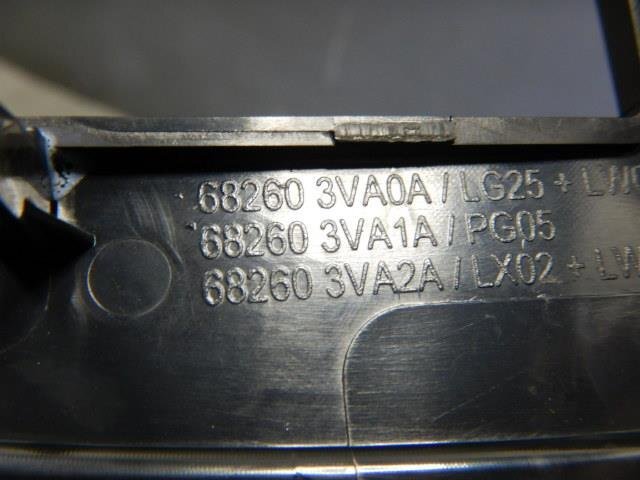 68260 3VA0A / LG25 +
68260 3VA1A / PG05
68260 3VA2A / LX02 +